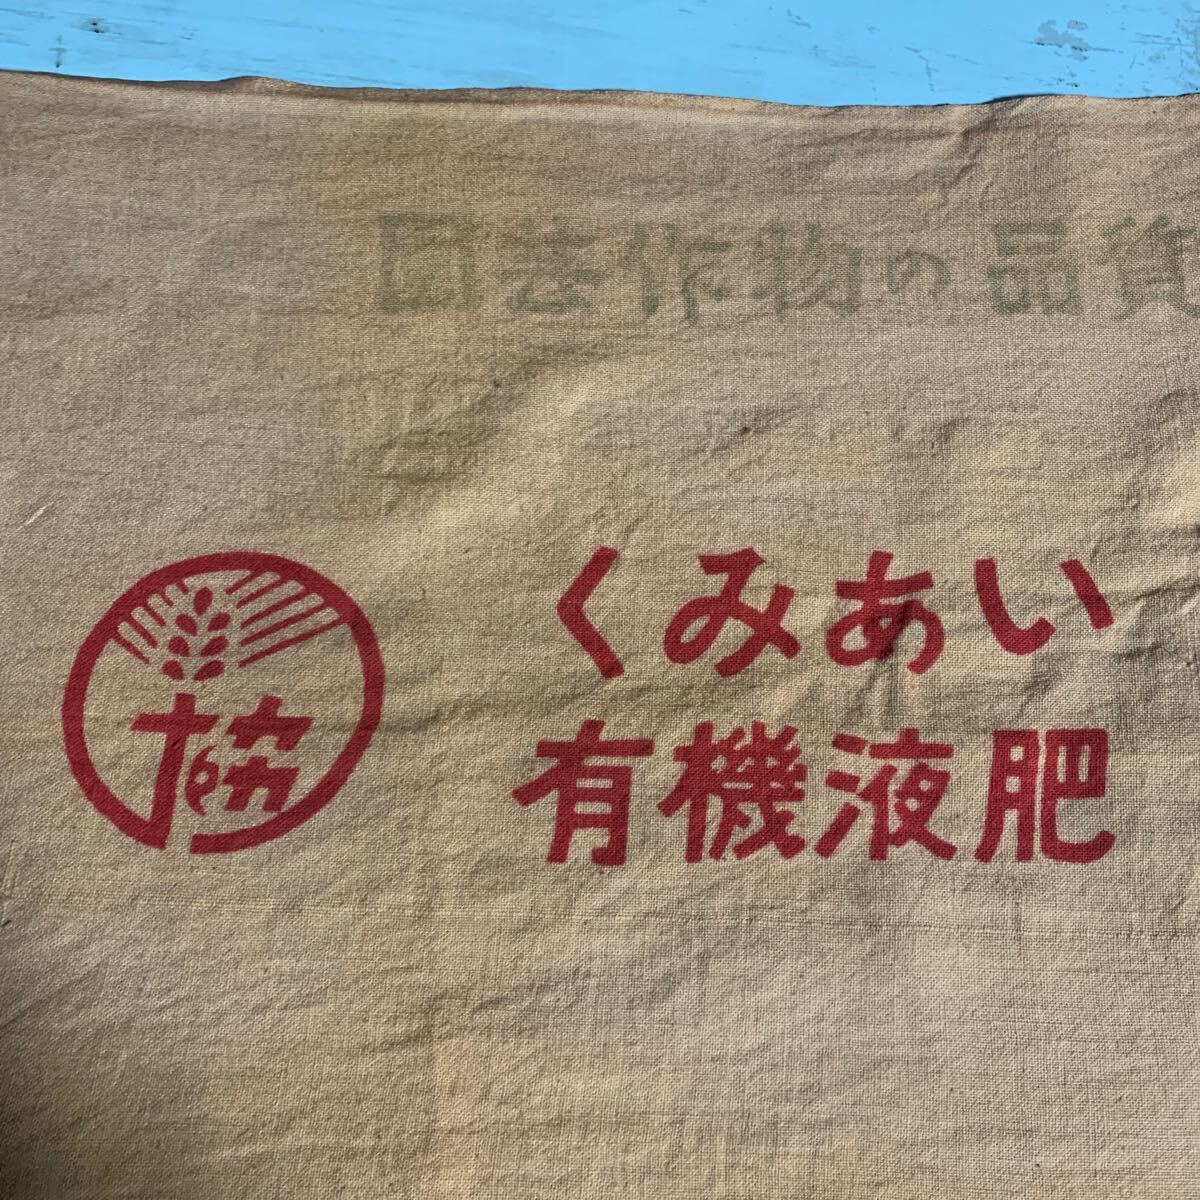 園芸作物の品質
協
くみあい
有機液肥